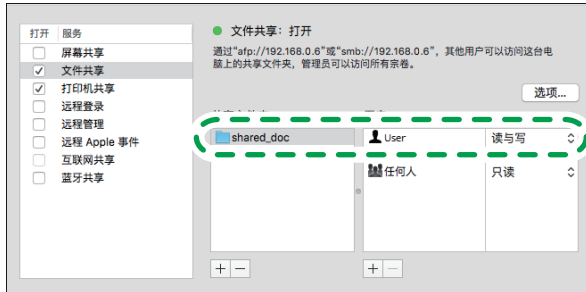 打开 服务
屏幕共享
文件共享
打印机共享
远程登录
远程管理
远程 Apple 事件
互联网共享
蓝牙共享
文件共享：打开
通过“afp://192.168.0.6”或“smb://192.168.0.6”，其他用户可以访问这台电
脑上的共享文件夹，管理员可以访问所有宗卷。
选项...
shared_doc
User 读与写
任何人 只读